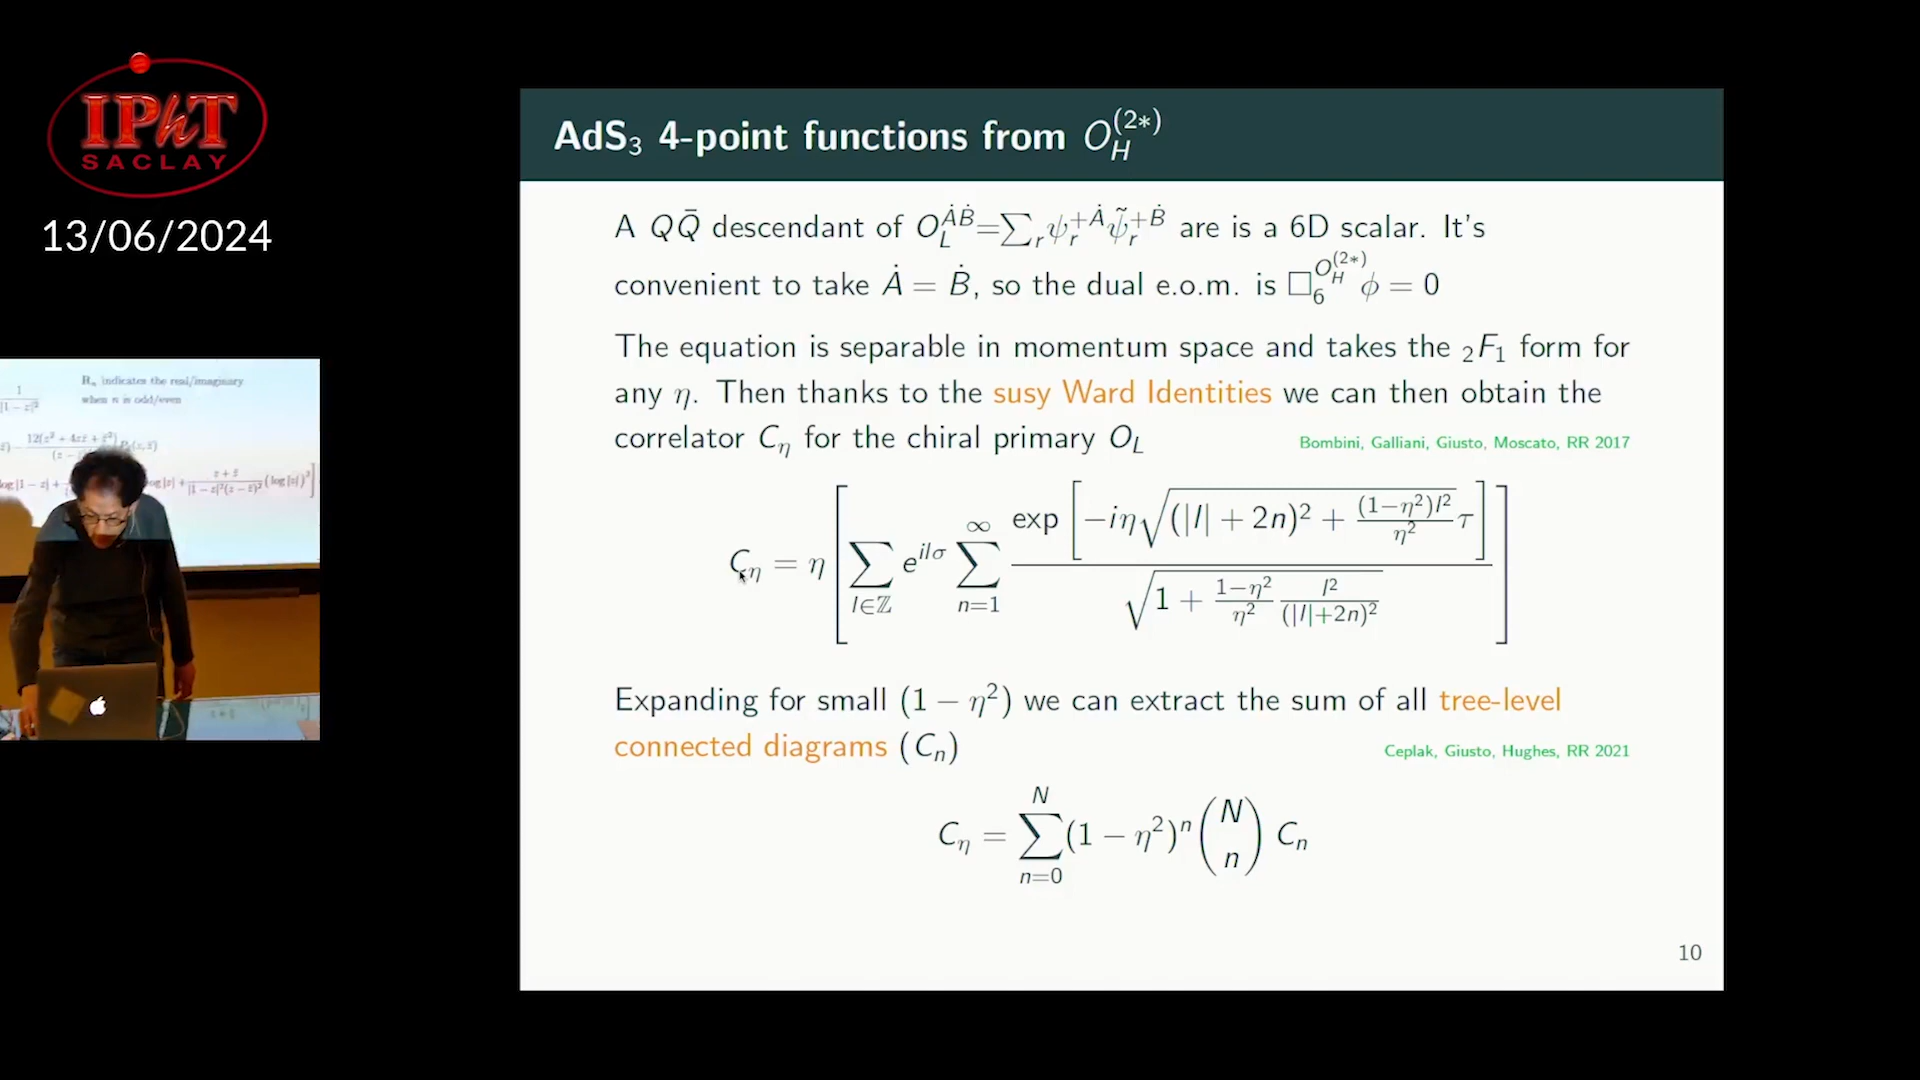 IPhT
SACLAY
13/06/2024
R_n indicates the real/imaginary
when n is odd/even
AdS₃ 4-point functions from O_H^{(2*)}
A QQ̄ descendant of O_L^{ȦḂ}=∑_r ψ_r^{+Ȧ} ψ̃_r^{+Ḃ} are is a 6D scalar. It's
convenient to take Ȧ = Ḃ, so the dual e.o.m. is □_6^{O_H^{(2*)}} ϕ = 0
The equation is separable in momentum space and takes the ₂F₁ form for
any η. Then thanks to the susy Ward Identities we can then obtain the
correlator C_η for the chiral primary O_L
Bombini, Galliani, Giusto, Moscato, RR 2017
C_η = η [ ∑_{l∈ℤ} e^{ilσ} ∑_{n=1}^{∞} exp[ −iη√((|l| + 2n)² + (1−η²)l²/η²) τ ] / √(1 + (1−η²)/η² l²/(|l|+2n)²) ]
Expanding for small (1 − η²) we can extract the sum of all tree-level
connected diagrams (C_n)
Ceplak, Giusto, Hughes, RR 2021
C_η = ∑_{n=0}^{N} (1 − η²)^n (N n) C_n
10